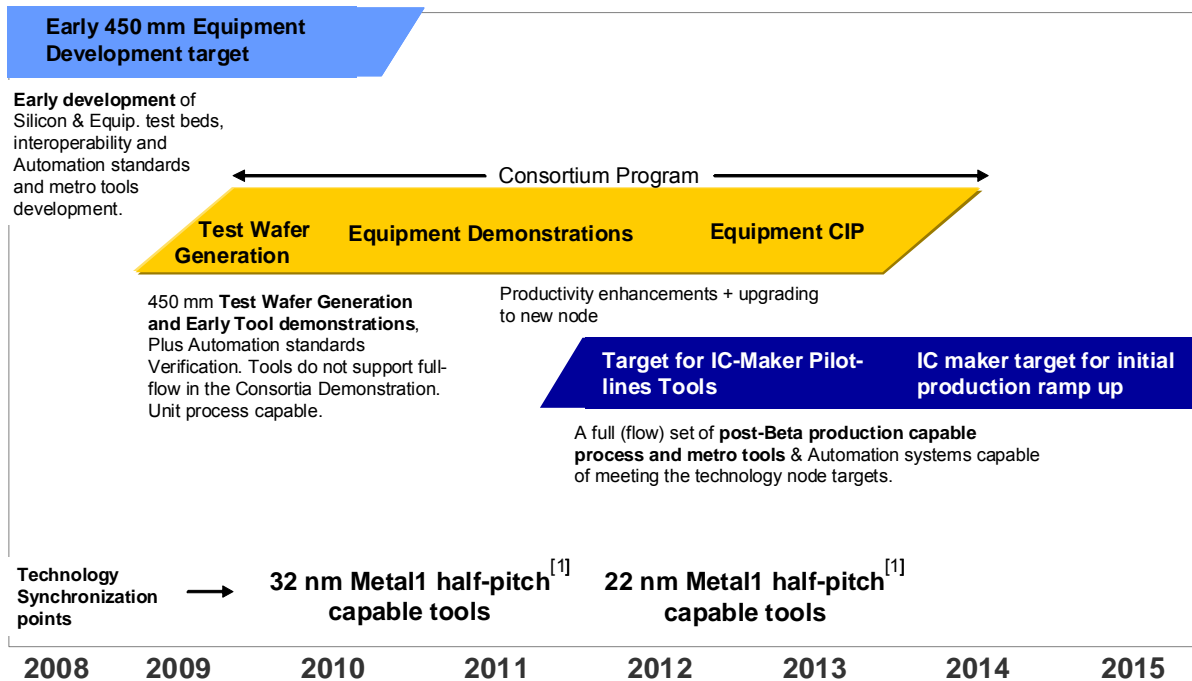 Early 450 mm Equipment
Development target
Early development of
Silicon & Equip. test beds,
interoperability and
Automation standards
and metro tools
development.
Consortium Program
Test Wafer
Generation
Equipment Demonstrations
Equipment CIP
450 mm Test Wafer Generation
and Early Tool demonstrations,
Plus Automation standards
Verification. Tools do not support full-
flow in the Consortia Demonstration.
Unit process capable.
Productivity enhancements + upgrading
to new node
Target for IC-Maker Pilot-
lines Tools
IC maker target for initial
production ramp up
A full (flow) set of post-Beta production capable
process and metro tools & Automation systems capable
of meeting the technology node targets.
Technology
Synchronization
points
32 nm Metal1 half-pitch[1]
capable tools
22 nm Metal1 half-pitch[1]
capable tools
2008 2009 2010 2011 2012 2013 2014 2015